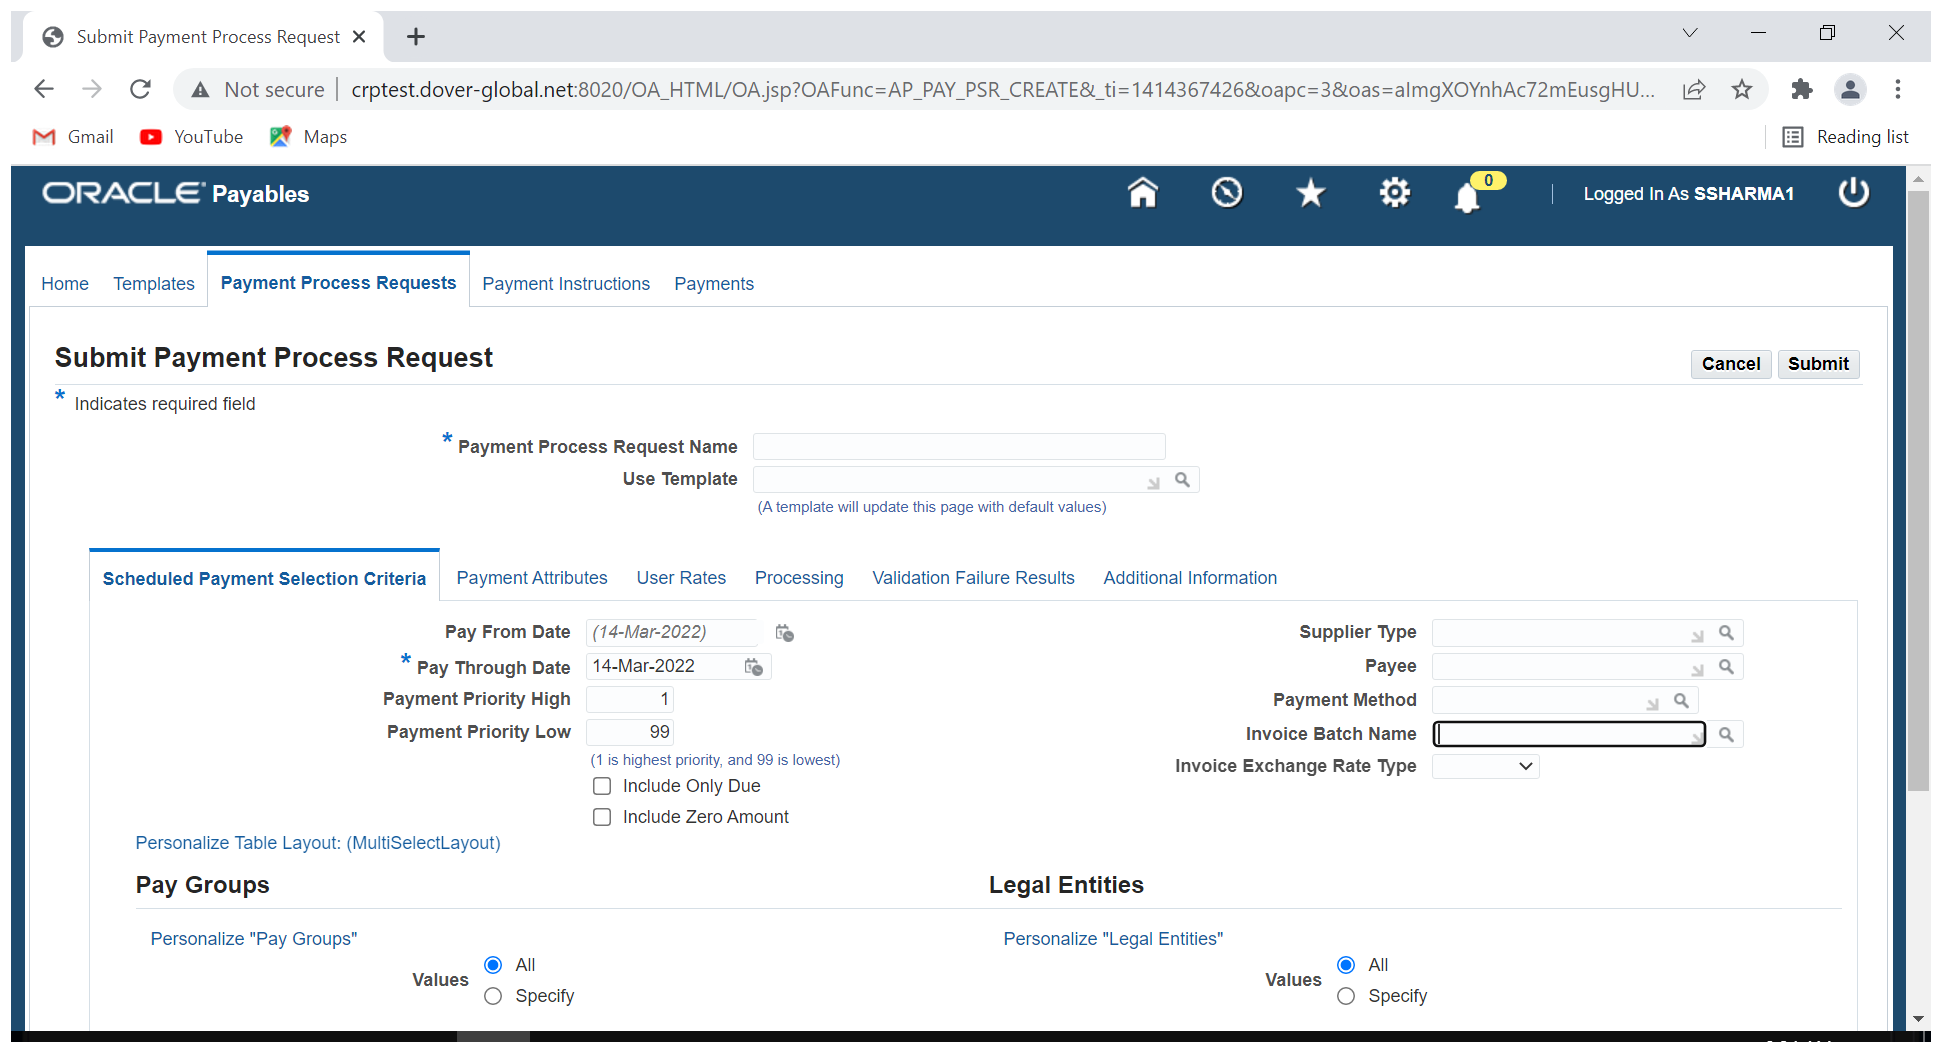 Submit Payment Process Request
Not secure crptest.dover-global.net:8020/OA_HTML/OA.jsp?OAFunc=AP_PAY_PSR_CREATE&_ti=1414367426&oapc=3&oas=aImgXOYnhAc72mEusgHU...
Gmail YouTube Maps Reading list
ORACLE Payables 0 Logged In As SSHARMA1
Home Templates Payment Process Requests Payment Instructions Payments
Submit Payment Process Request Cancel Submit
* Indicates required field
* Payment Process Request Name
Use Template
(A template will update this page with default values)
Scheduled Payment Selection Criteria Payment Attributes User Rates Processing Validation Failure Results Additional Information
Pay From Date (14-Mar-2022) Supplier Type
* Pay Through Date 14-Mar-2022 Payee
Payment Priority High 1 Payment Method
Payment Priority Low 99 Invoice Batch Name
(1 is highest priority, and 99 is lowest) Invoice Exchange Rate Type
Include Only Due
Include Zero Amount
Personalize Table Layout: (MultiSelectLayout)
Pay Groups Legal Entities
Personalize "Pay Groups" Personalize "Legal Entities"
Values All Values All
Specify Specify